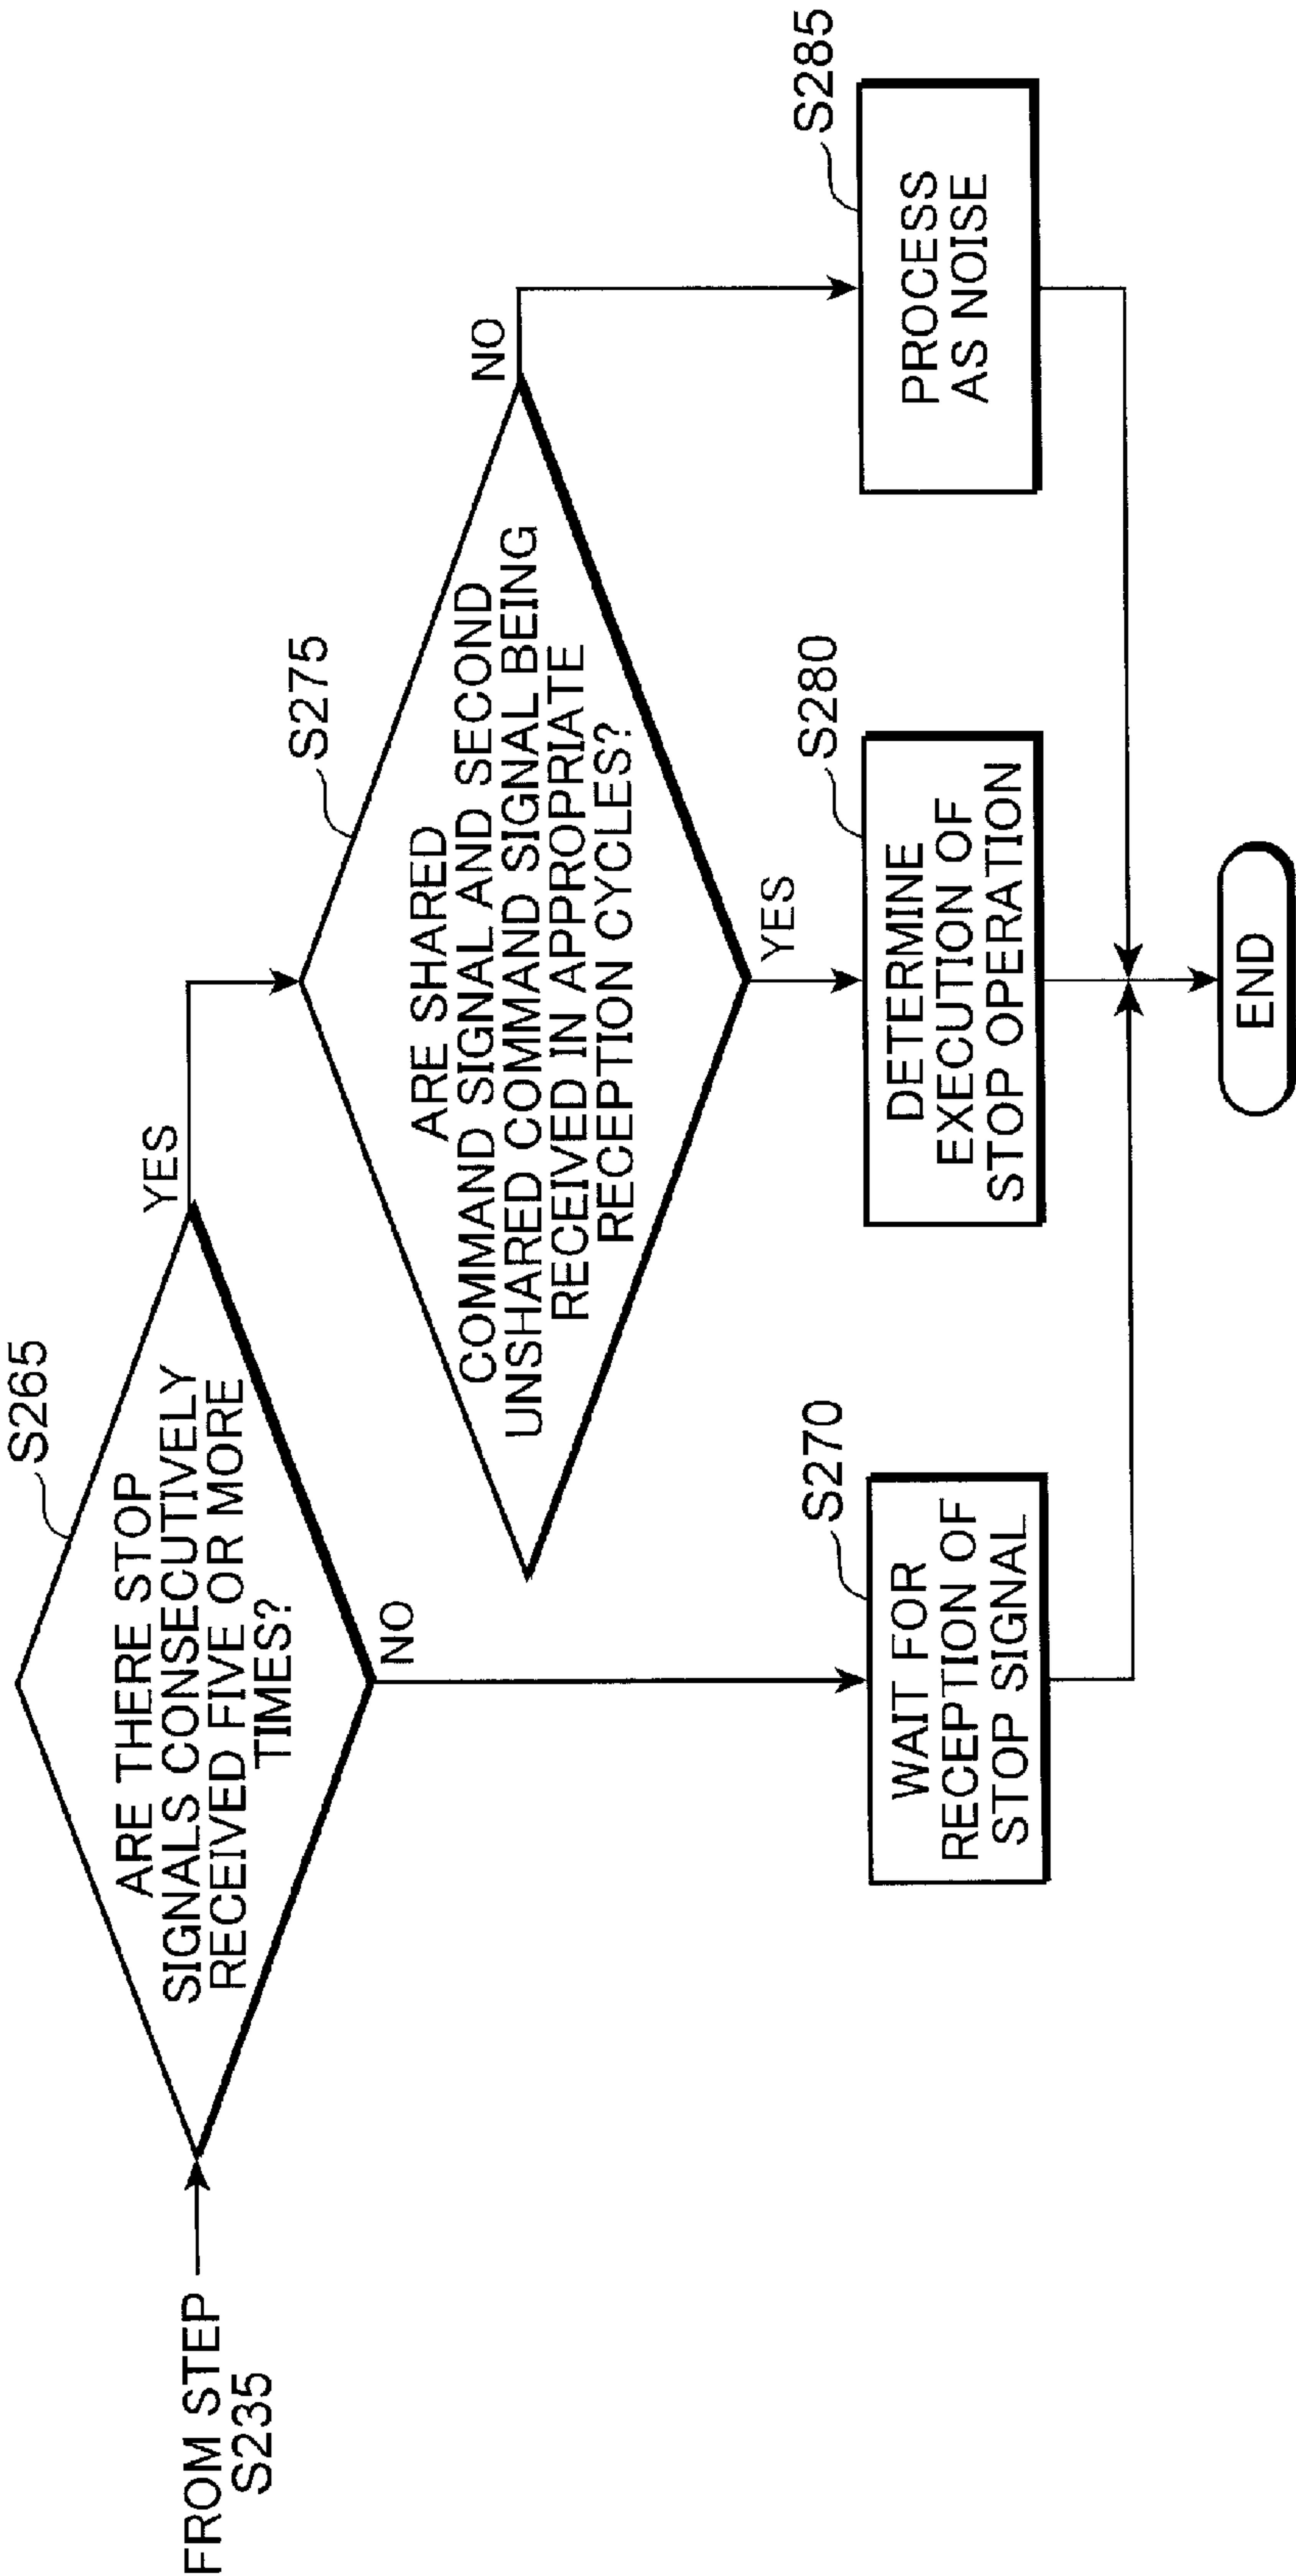 FROM STEP
S235
S265
ARE THERE STOP
SIGNALS CONSECUTIVELY
RECEIVED FIVE OR MORE
TIMES?
YES
NO
S275
ARE SHARED
COMMAND SIGNAL AND SECOND
UNSHARED COMMAND SIGNAL BEING
RECEIVED IN APPROPRIATE
RECEPTION CYCLES?
NO
YES
S270
WAIT FOR
RECEPTION OF
STOP SIGNAL
S280
DETERMINE
EXECUTION OF
STOP OPERATION
S285
PROCESS
AS NOISE
END